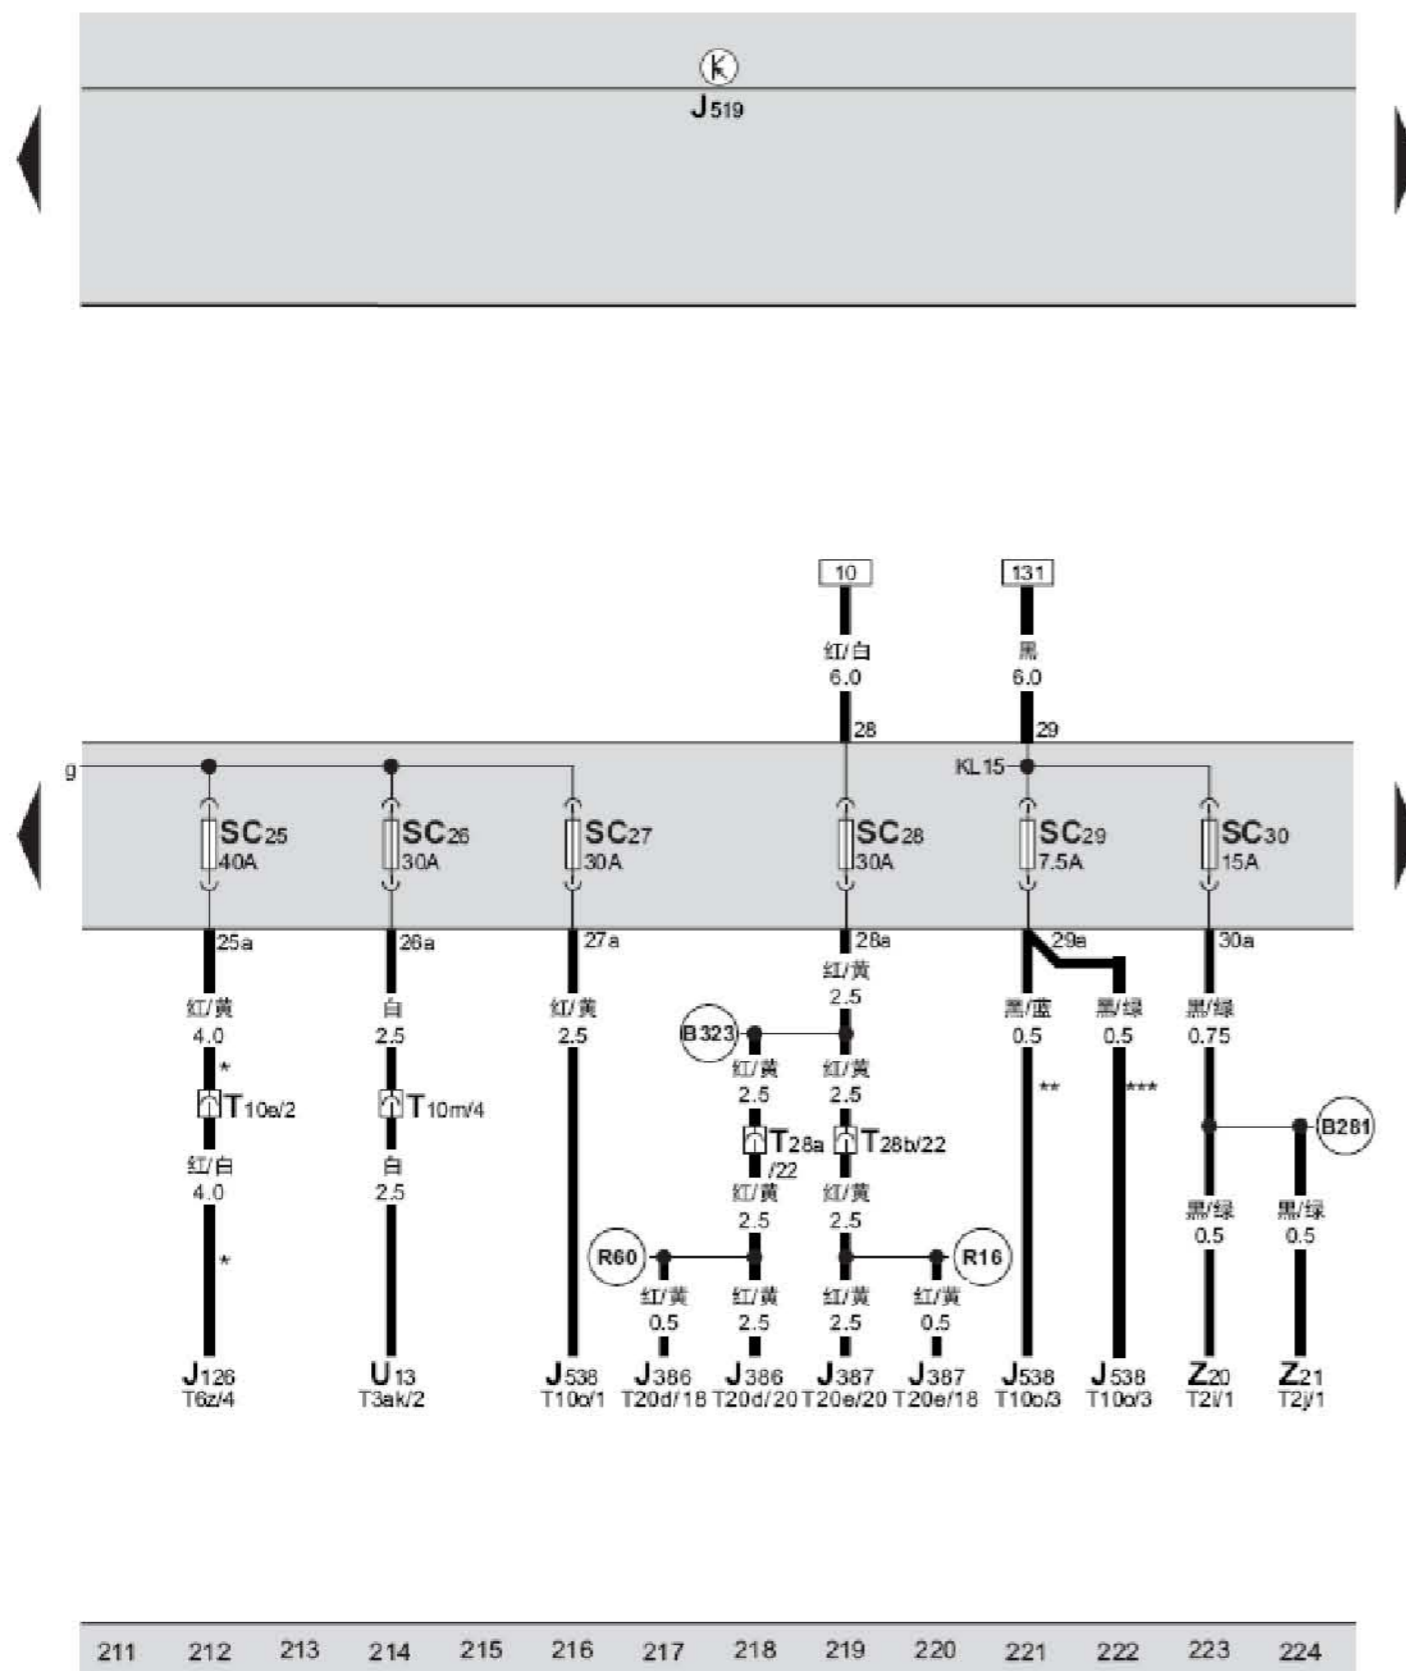 K
J519
10 131
红/白 黑
6.0 6.0
28 29
g KL15
SC25 SC26 SC27 SC28 SC29 SC30
40A 30A 30A 30A 7.5A 15A
25a 26a 27a 28a 29a 30a
红/黄
2.5
红/黄 白 红/黄 黑/蓝 黑/绿 黑/绿
4.0 2.5 2.5 0.5 0.5 0.75
B323
* 红/黄 红/黄 ** ***
2.5 2.5
T10e/2 T10m/4
B281
T28a T28b/22
/22
红/白 白
4.0 2.5
红/黄 红/黄
2.5 2.5
黑/绿 黑/绿
0.5 0.5
* R60 R16
红/黄 红/黄 红/黄 红/黄
0.5 2.5 2.5 0.5
J126 U13 J538 J386 J386 J387 J387 J538 J538 Z20 Z21
T6z/4 T3ak/2 T10o/1 T20d/18 T20d/20 T20e/20 T20e/18 T10o/3 T10o/3 T2i/1 T2j/1
211 212 213 214 215 216 217 218 219 220 221 222 223 224